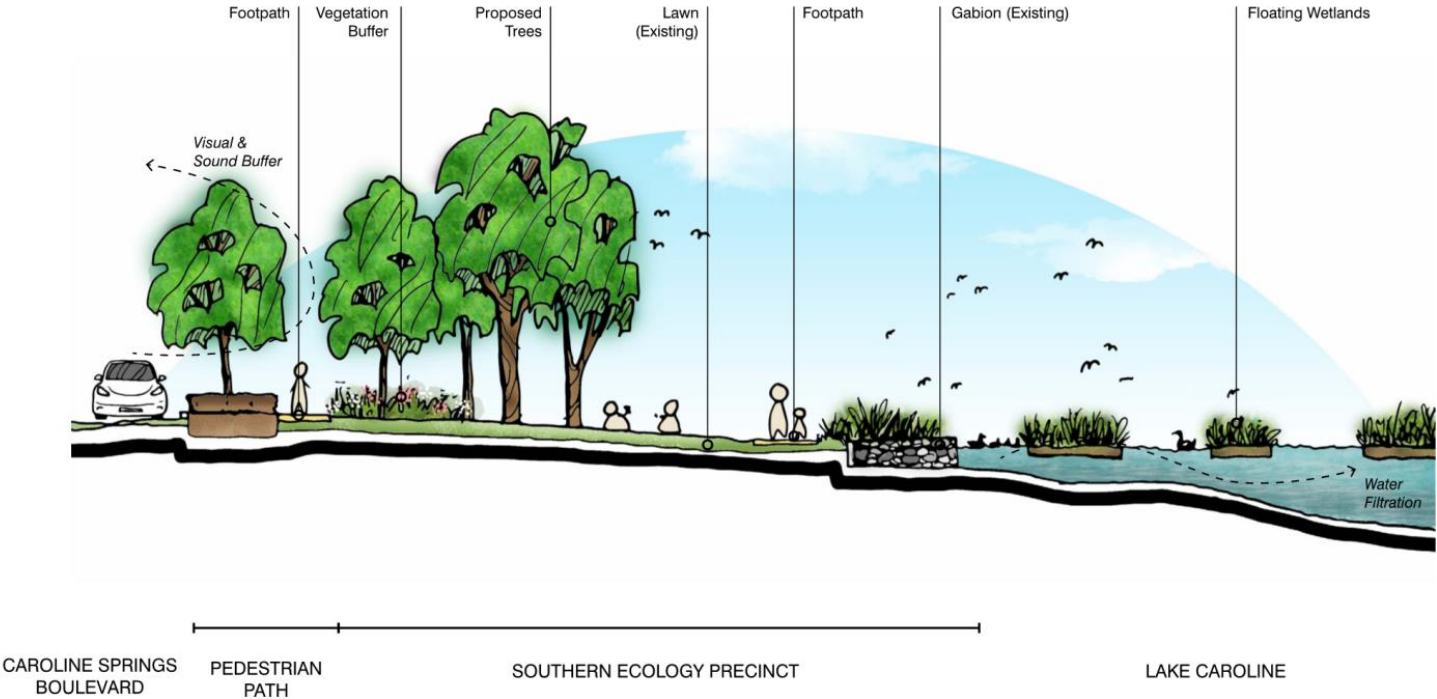 Footpath
Vegetation
Buffer
Proposed
Trees
Lawn
(Existing)
Footpath
Gabion (Existing)
Floating Wetlands
Visual &
Sound Buffer
Water
Filtration
CAROLINE SPRINGS
BOULEVARD
PEDESTRIAN
PATH
SOUTHERN ECOLOGY PRECINCT
LAKE CAROLINE